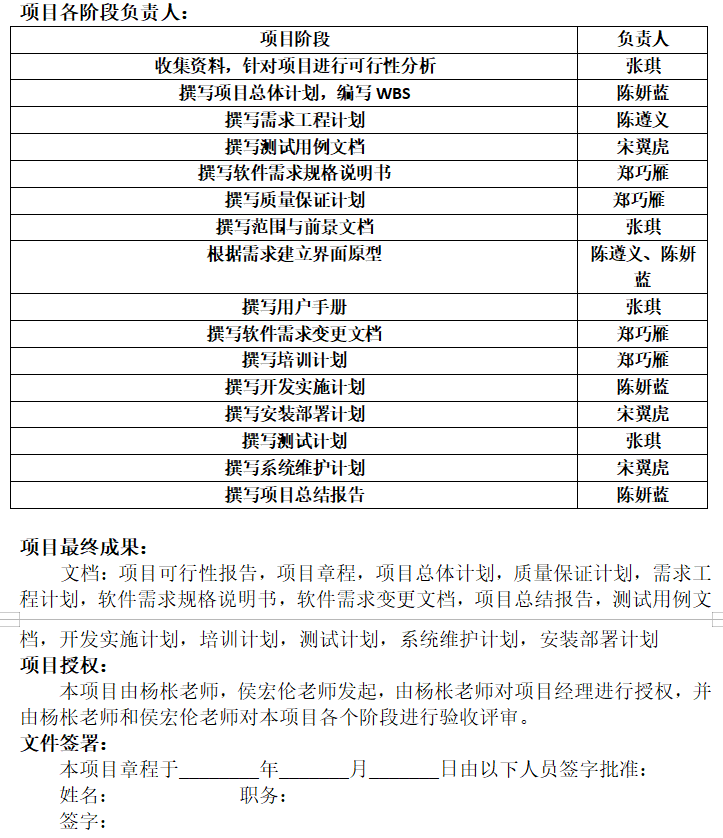 项目各阶段负责人：
项目阶段 负责人
收集资料，针对项目进行可行性分析 张琪
撰写项目总体计划，编写 WBS 陈妍蓝
撰写需求工程计划 陈遵义
撰写测试用例文档 宋翼虎
撰写软件需求规格说明书 郑巧雁
撰写质量保证计划 郑巧雁
撰写范围与前景文档 张琪
根据需求建立界面原型 陈遵义、陈妍
蓝
撰写用户手册 张琪
撰写软件需求变更文档 郑巧雁
撰写培训计划 郑巧雁
撰写开发实施计划 陈妍蓝
撰写安装部署计划 宋翼虎
撰写测试计划 张琪
撰写系统维护计划 宋翼虎
撰写项目总结报告 陈妍蓝
项目最终成果：
文档：项目可行性报告，项目章程，项目总体计划，质量保证计划，需求工
程计划，软件需求规格说明书，软件需求变更文档，项目总结报告，测试用例文
档，开发实施计划，培训计划，测试计划，系统维护计划，安装部署计划
项目授权：
本项目由杨枨老师，侯宏伦老师发起，由杨枨老师对项目经理进行授权，并
由杨枨老师和侯宏伦老师对本项目各个阶段进行验收评审。
文件签署：
本项目章程于________年_______月_______日由以下人员签字批准：
姓名： 职务：
签字：